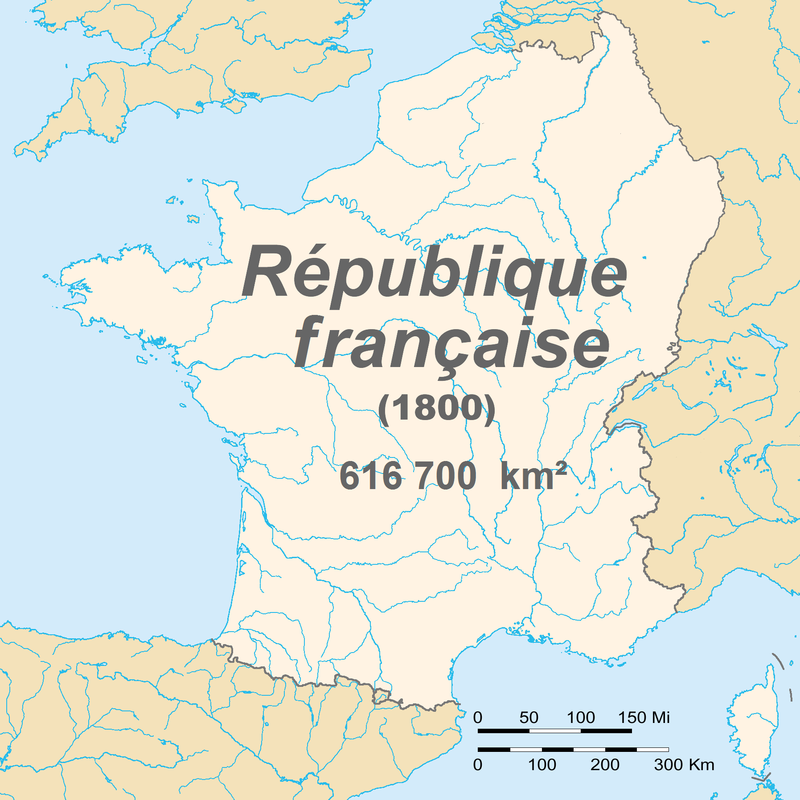 République
française
(1800)
616 700 km²
0 50 100 150 Mi
0 100 200 300 Km